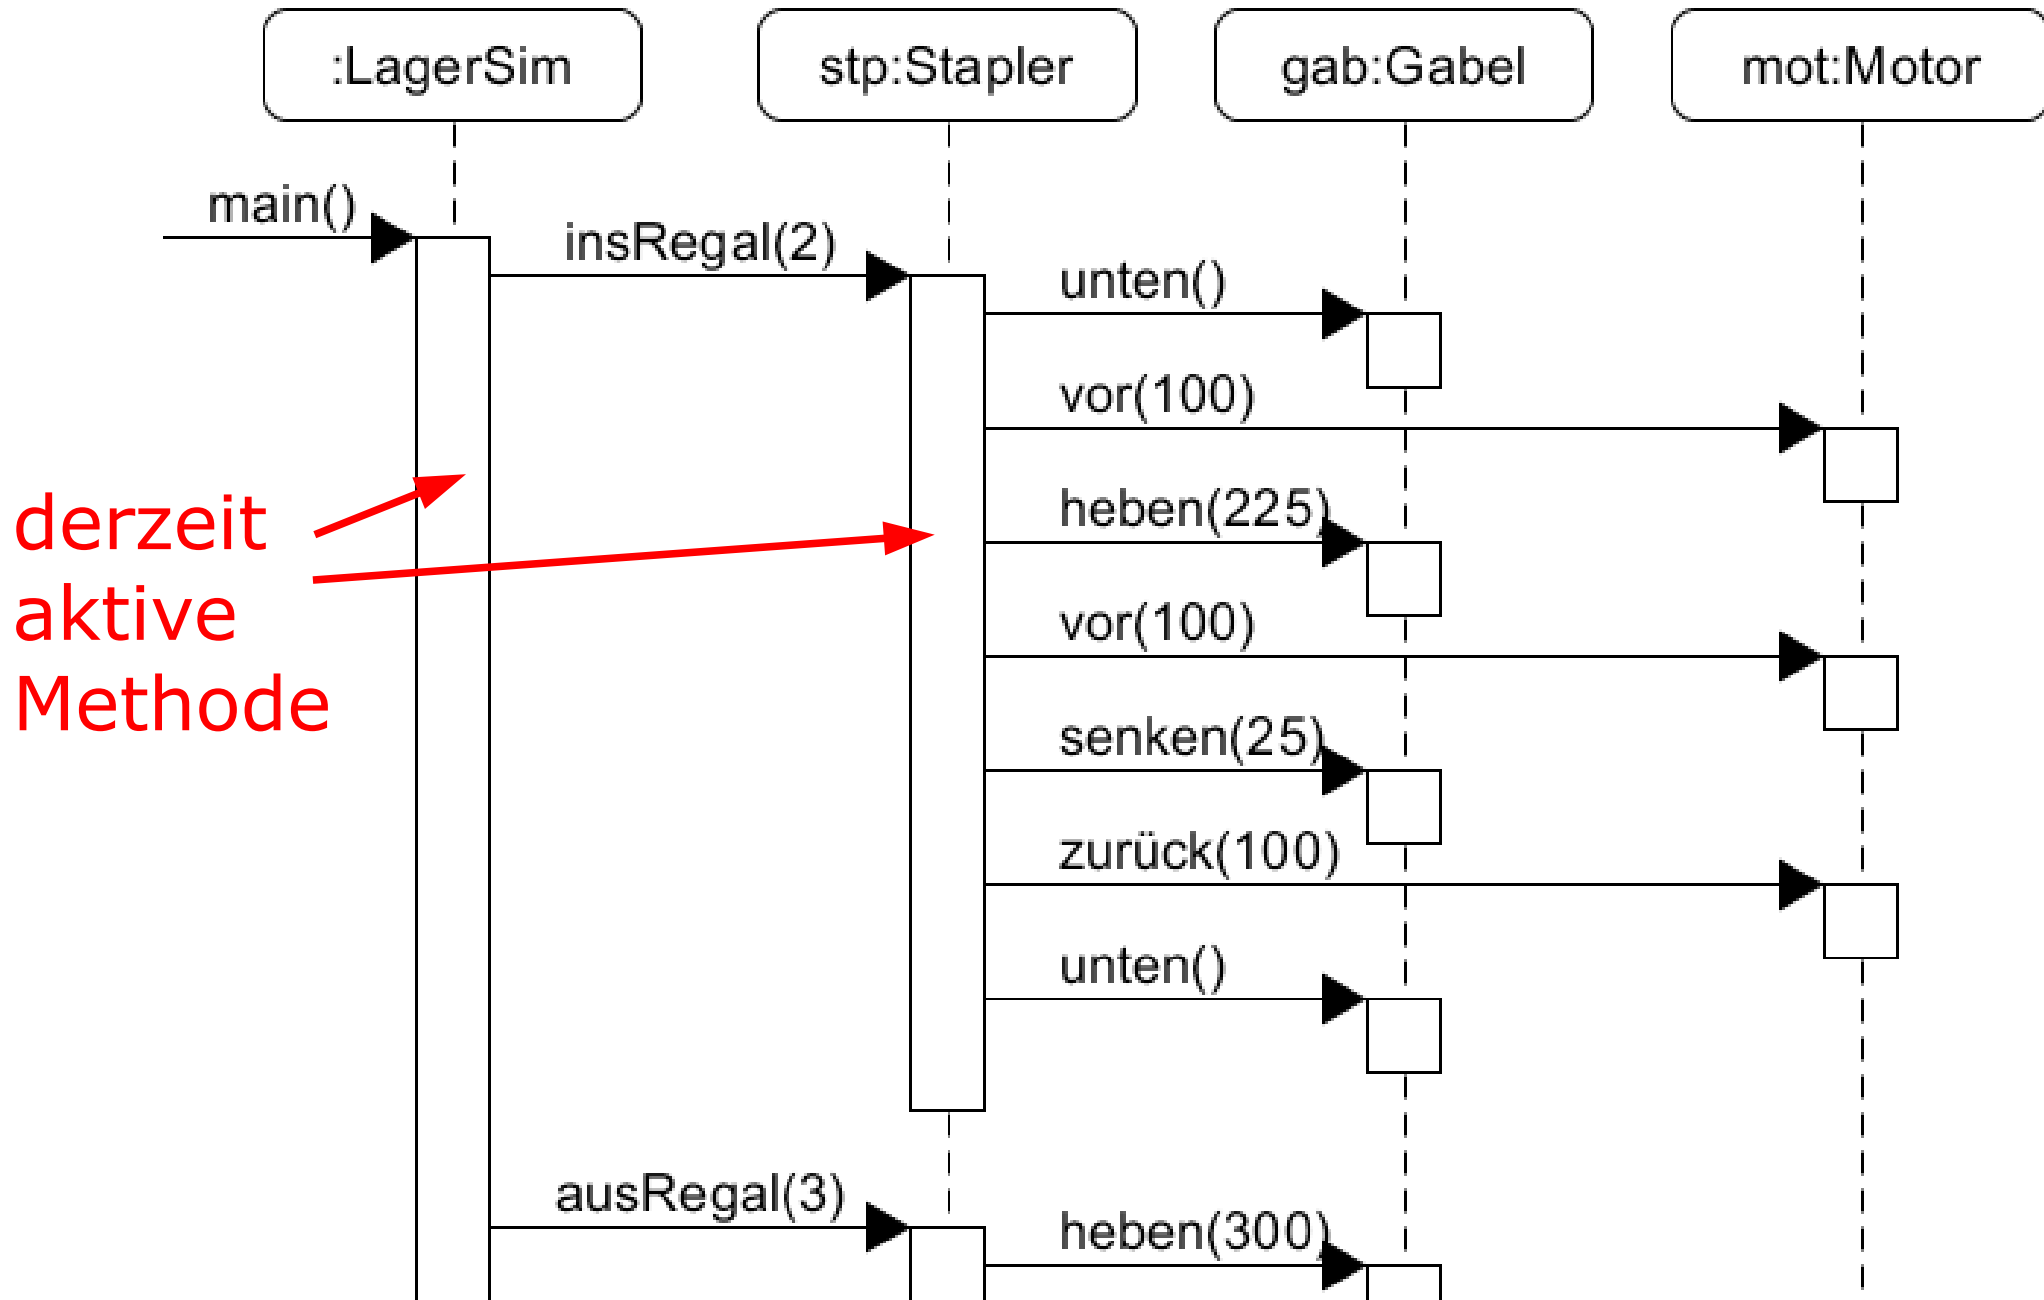 :LagerSim
stp:Stapler
gab:Gabel
mot:Motor
main()
insRegal(2)
unten()
vor(100)
heben(225)
derzeit
aktive
Methode
vor(100)
senken(25)
zurück(100)
unten()
ausRegal(3)
heben(300)